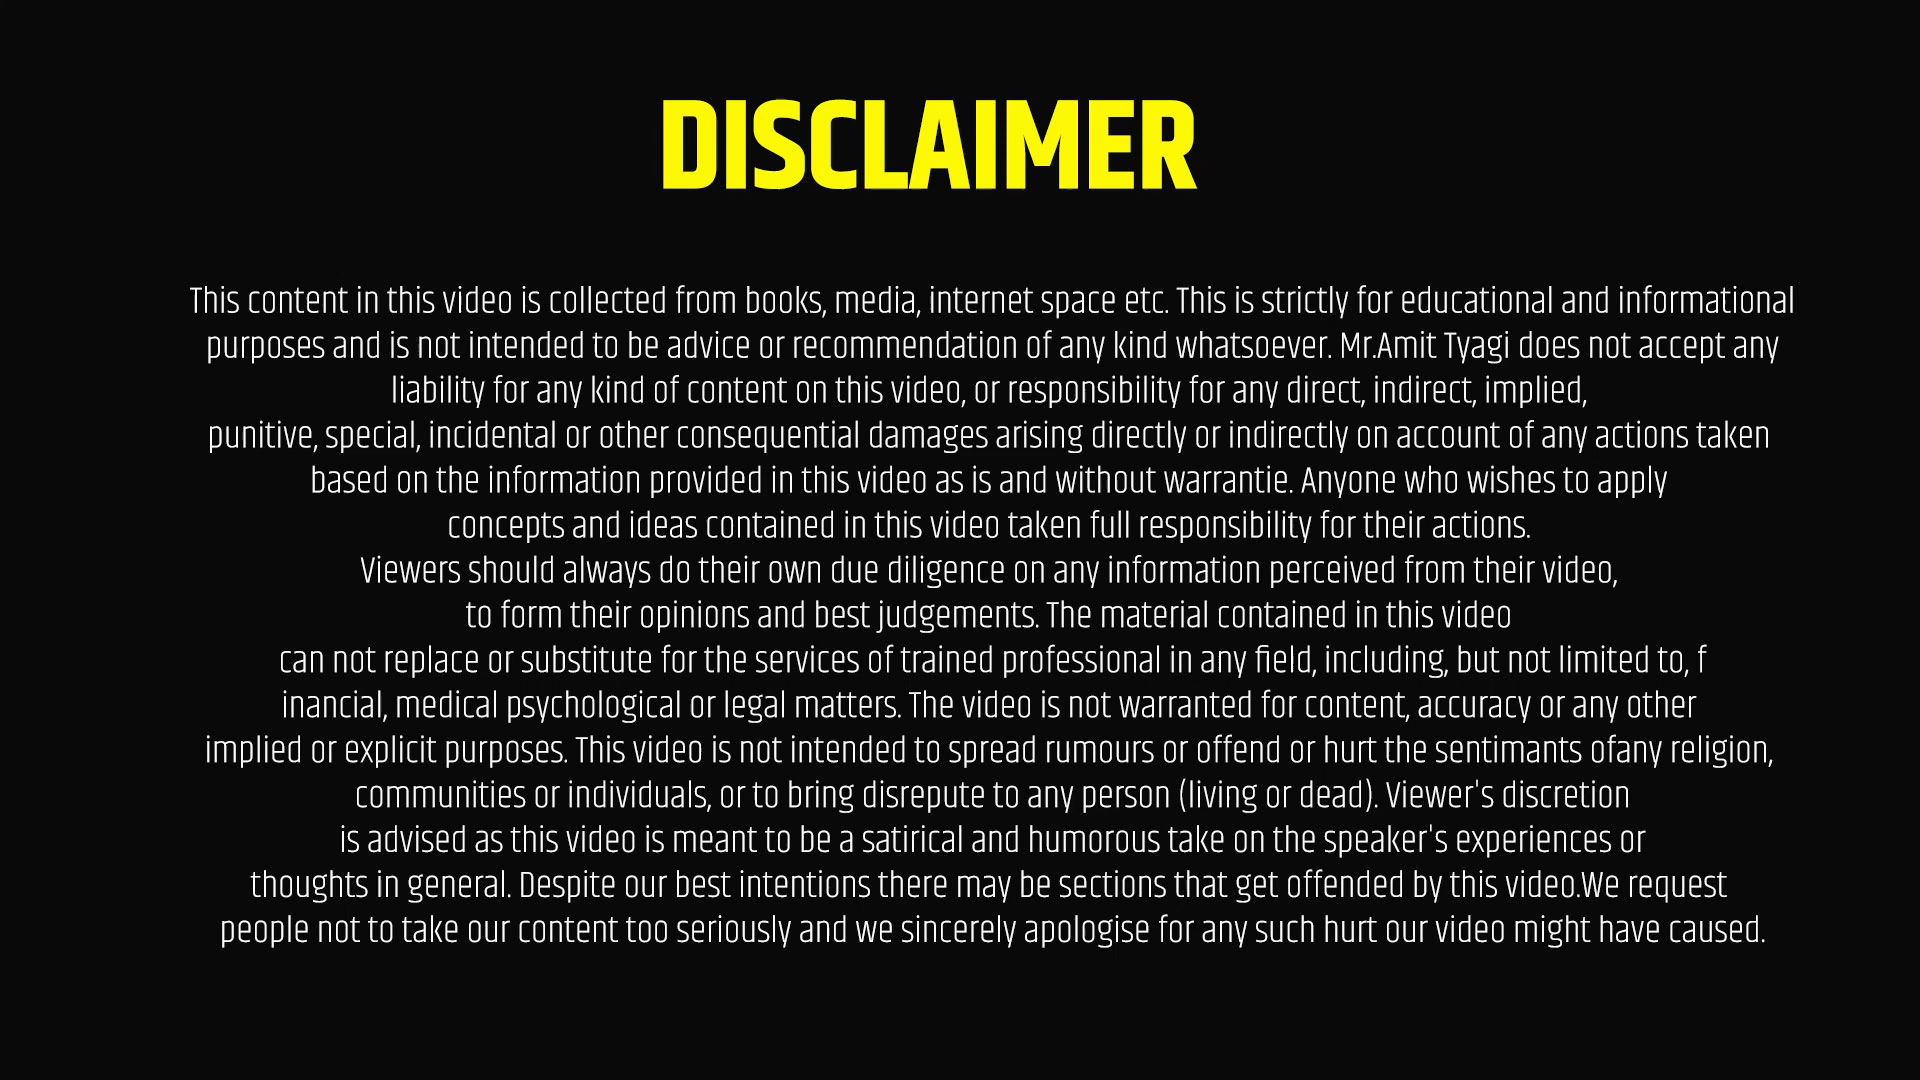 DISCLAIMER
This content in this video is collected from books, media, internet space etc. This is strictly for educational and informational
purposes and is not intended to be advice or recommendation of any kind whatsoever. Mr.Amit Tyagi does not accept any
liability for any kind of content on this video, or responsibility for any direct, indirect, implied,
punitive, special, incidental or other consequential damages arising directly or indirectly on account of any actions taken
based on the information provided in this video as is and without warrantie. Anyone who wishes to apply
concepts and ideas contained in this video taken full responsibility for their actions.
Viewers should always do their own due diligence on any information perceived from their video,
to form their opinions and best judgements. The material contained in this video
can not replace or substitute for the services of trained professional in any field, including, but not limited to, f
inancial, medical psychological or legal matters. The video is not warranted for content, accuracy or any other
implied or explicit purposes. This video is not intended to spread rumours or offend or hurt the sentimants ofany religion,
communities or individuals, or to bring disrepute to any person (living or dead). Viewer's discretion
is advised as this video is meant to be a satirical and humorous take on the speaker's experiences or
thoughts in general. Despite our best intentions there may be sections that get offended by this video.We request
people not to take our content too seriously and we sincerely apologise for any such hurt our video might have caused.